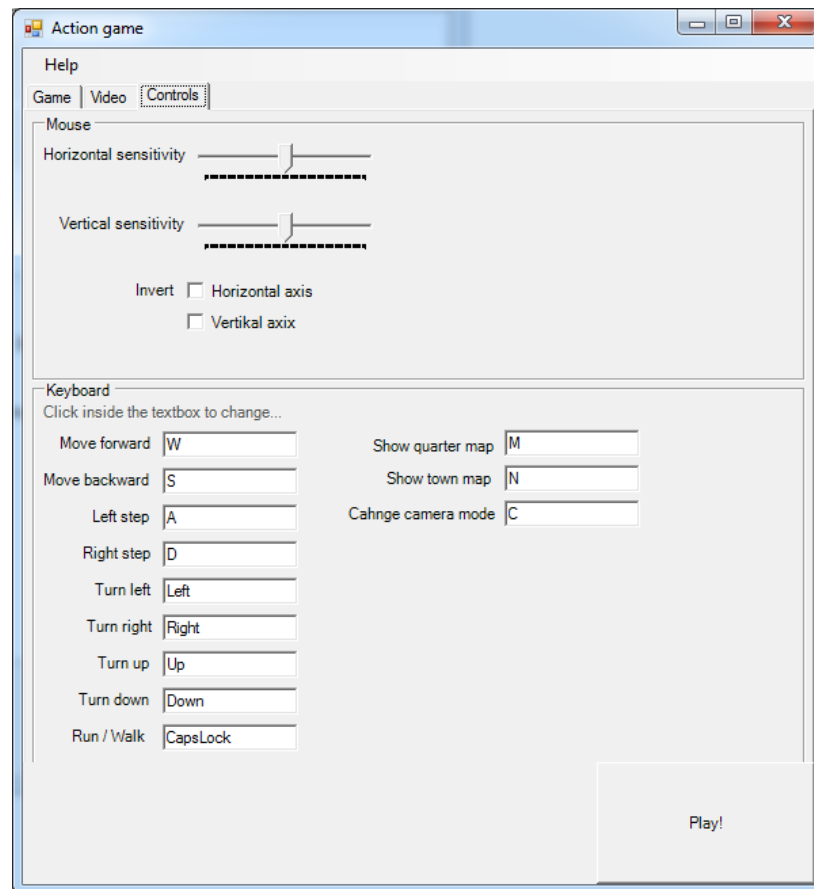 Action game
Help
Game Video Controls
Mouse
Horizontal sensitivity
Vertical sensitivity
Invert Horizontal axis
Vertikal axix
Keyboard
Click inside the textbox to change...
Move forward W
Show quarter map M
Move backward S
Show town map N
Left step A
Cahnge camera mode C
Right step D
Turn left Left
Turn right Right
Turn up Up
Turn down Down
Run / Walk CapsLock
Play!